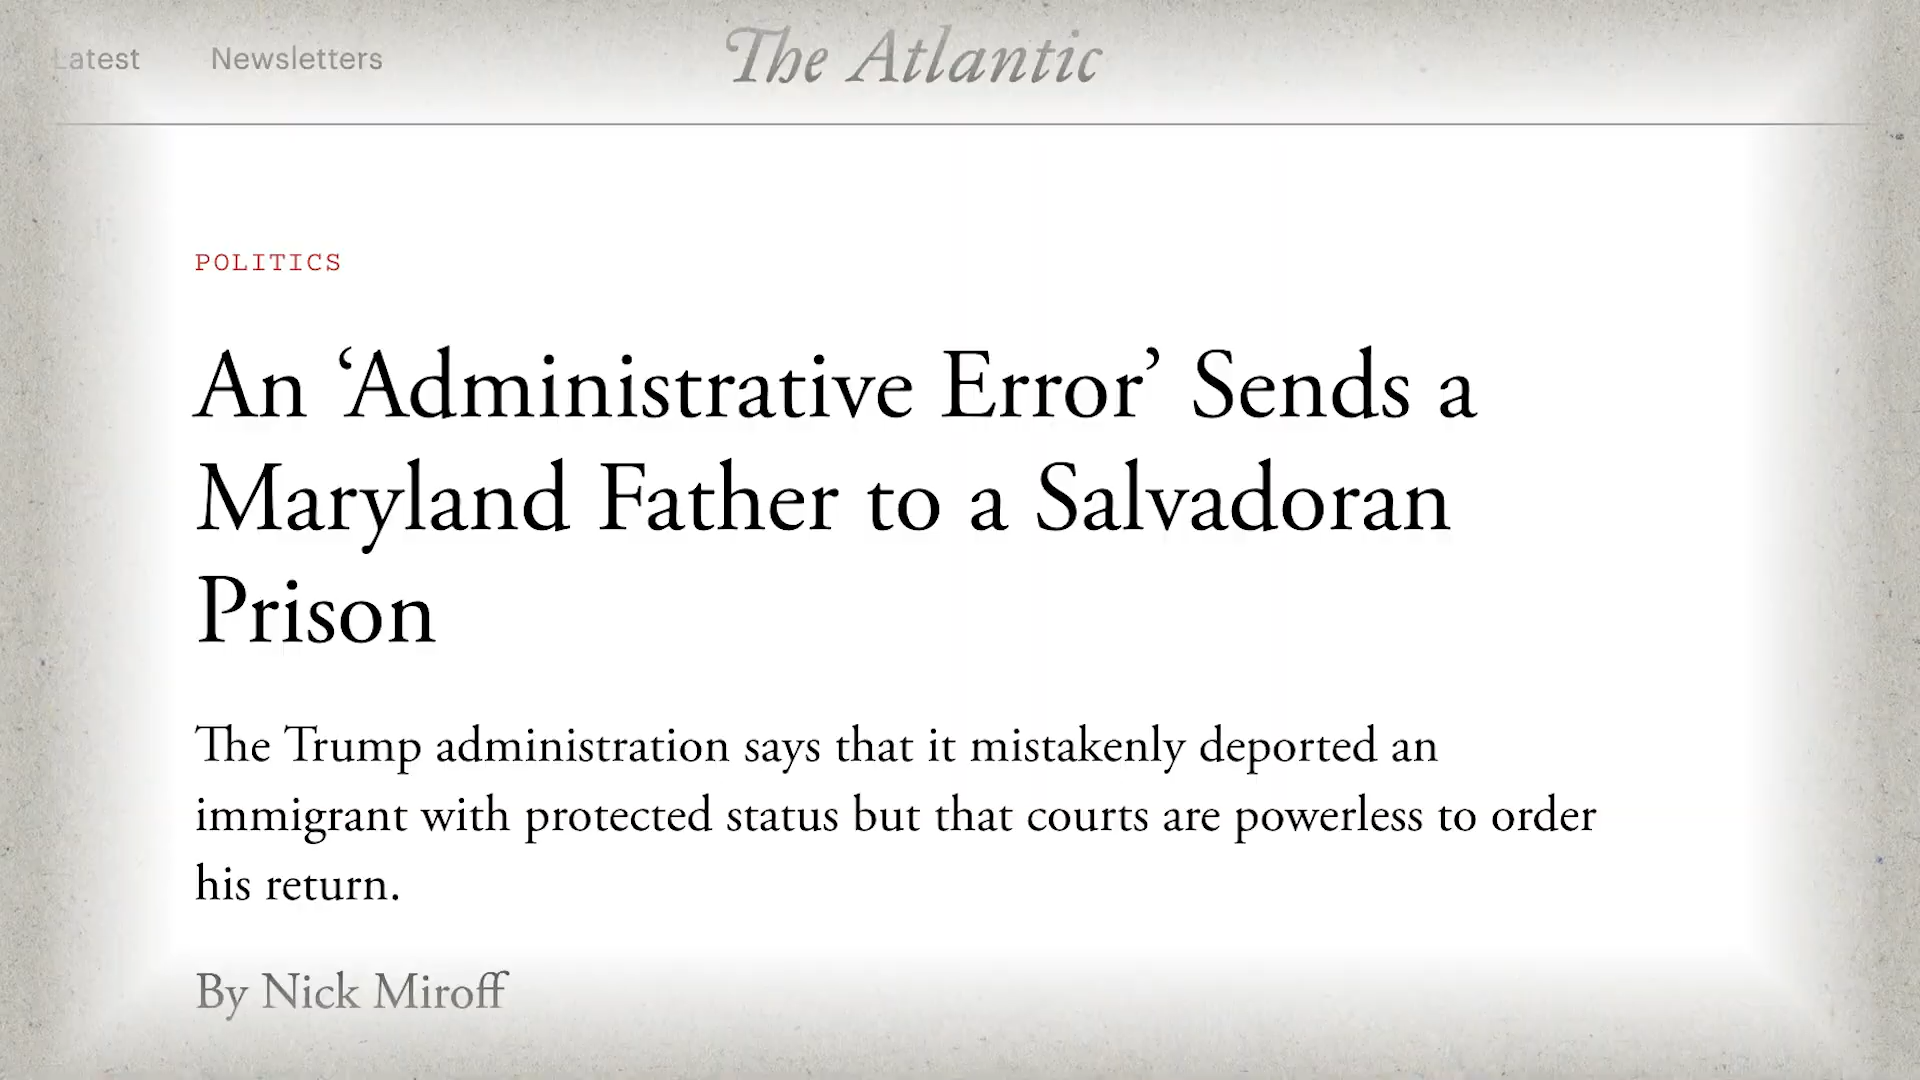 Latest Newsletters The Atlantic
POLITICS
An ‘Administrative Error’ Sends a
Maryland Father to a Salvadoran
Prison
The Trump administration says that it mistakenly deported an
immigrant with protected status but that courts are powerless to order
his return.
By Nick Miroff